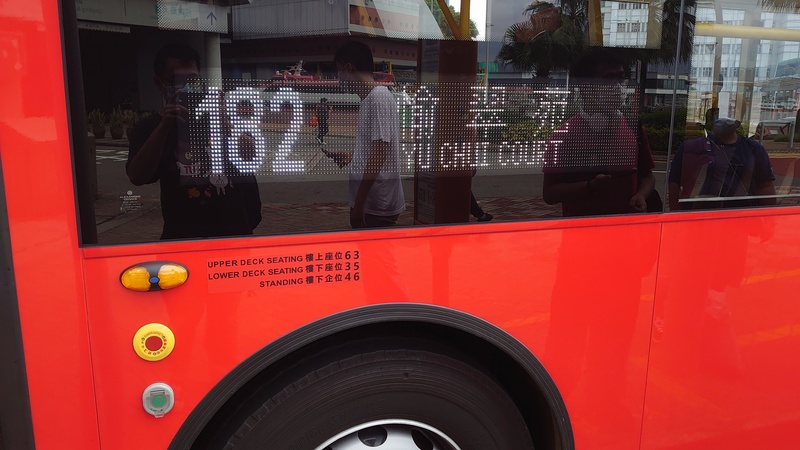 182 愉翠苑
YU CHUI COURT
UPPER DECK SEATING 樓上座位 63
LOWER DECK SEATING 樓下座位 35
STANDING 樓下企位 46